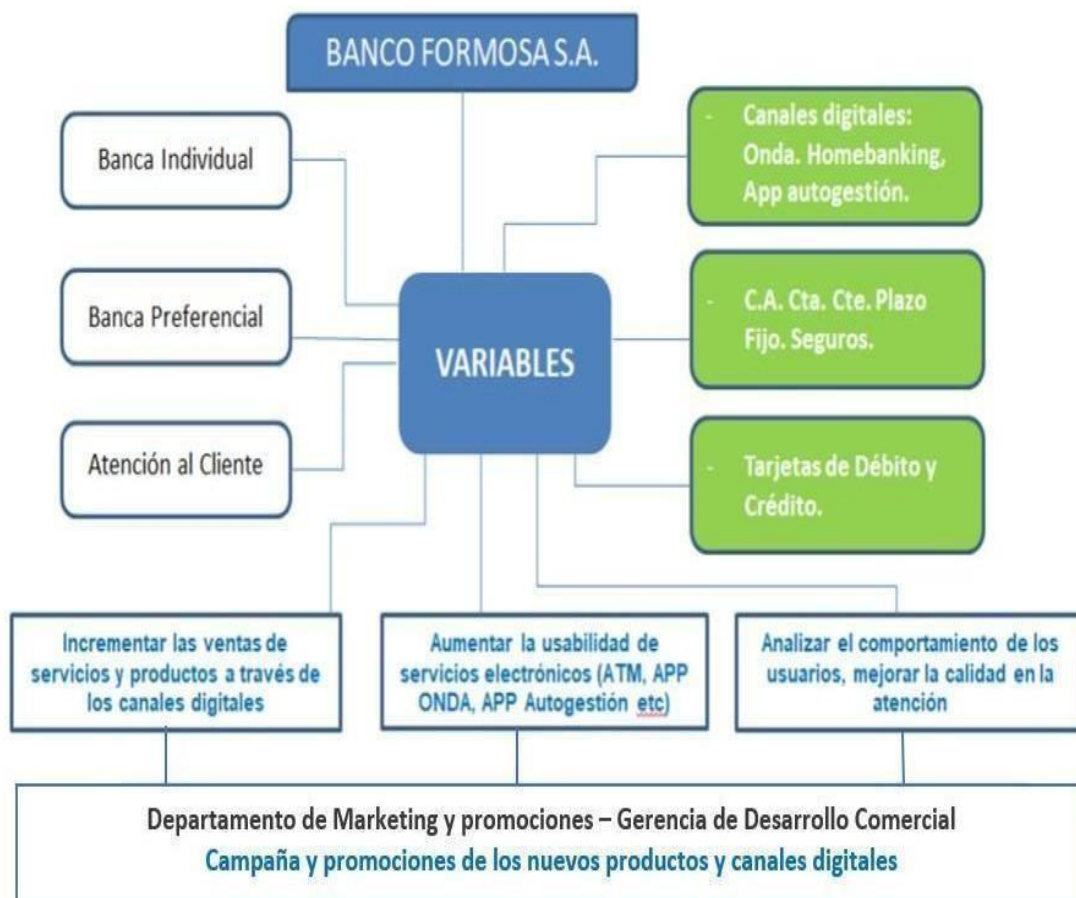 BANCO FORMOSA S.A.
Banca Individual
Banca Preferencial
Atención al Cliente
VARIABLES
- Canales digitales:
Onda. Homebanking,
App autogestión.
- C.A. Cta. Cte. Plazo
Fijo. Seguros.
- Tarjetas de Débito y
Crédito.
Incrementar las ventas de
servicios y productos a través de
los canales digitales
Aumentar la usabilidad de
servicios electrónicos (ATM, APP
ONDA, APP Autogestión etc)
Analizar el comportamiento de los
usuarios, mejorar la calidad en la
atención
Departamento de Marketing y promociones – Gerencia de Desarrollo Comercial
Campaña y promociones de los nuevos productos y canales digitales